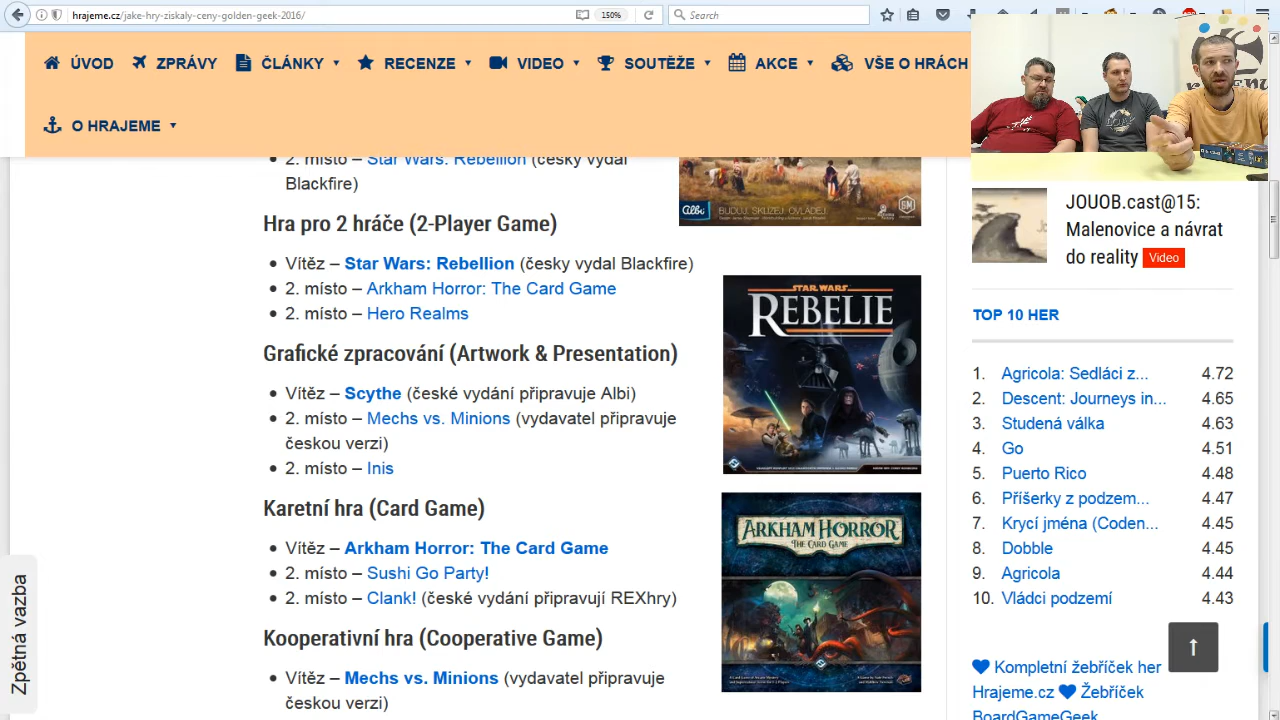 hrajeme.cz/jake-hry-ziskaly-ceny-golden-geek-2016/
150%
Search
ÚVOD
ZPRÁVY
ČLÁNKY
RECENZE
VIDEO
SOUTĚŽE
AKCE
VŠE O HRÁCH
O HRAJEME
2. místo – Star Wars: Rebellion (česky vydal
Blackfire)
Hra pro 2 hráče (2-Player Game)
Vítěz – Star Wars: Rebellion (česky vydal Blackfire)
2. místo – Arkham Horror: The Card Game
2. místo – Hero Realms
Grafické zpracování (Artwork & Presentation)
Vítěz – Scythe (české vydání připravuje Albi)
2. místo – Mechs vs. Minions (vydavatel připravuje
českou verzi)
2. místo – Inis
Karetní hra (Card Game)
Vítěz – Arkham Horror: The Card Game
2. místo – Sushi Go Party!
2. místo – Clank! (české vydání připravují REXhry)
Kooperativní hra (Cooperative Game)
Vítěz – Mechs vs. Minions (vydavatel připravuje
českou verzi)
Albi
BUDUJ, SKLÍZEJ, OVLÁDEJ
STAR WARS
REBELIE
ARKHAM HORROR
THE CARD GAME
JOUOB.cast@15:
Malenovice a návrat
do reality Video
TOP 10 HER
1. Agricola: Sedláci z... 4.72
2. Descent: Journeys in... 4.65
3. Studená válka 4.63
4. Go 4.51
5. Puerto Rico 4.48
6. Příšerky z podzem... 4.47
7. Krycí jména (Coden... 4.45
8. Dobble 4.45
9. Agricola 4.44
10. Vládci podzemí 4.43
Kompletní žebříček her
Hrajeme.cz Žebříček
BoardGameGeek
Zpětná vazba